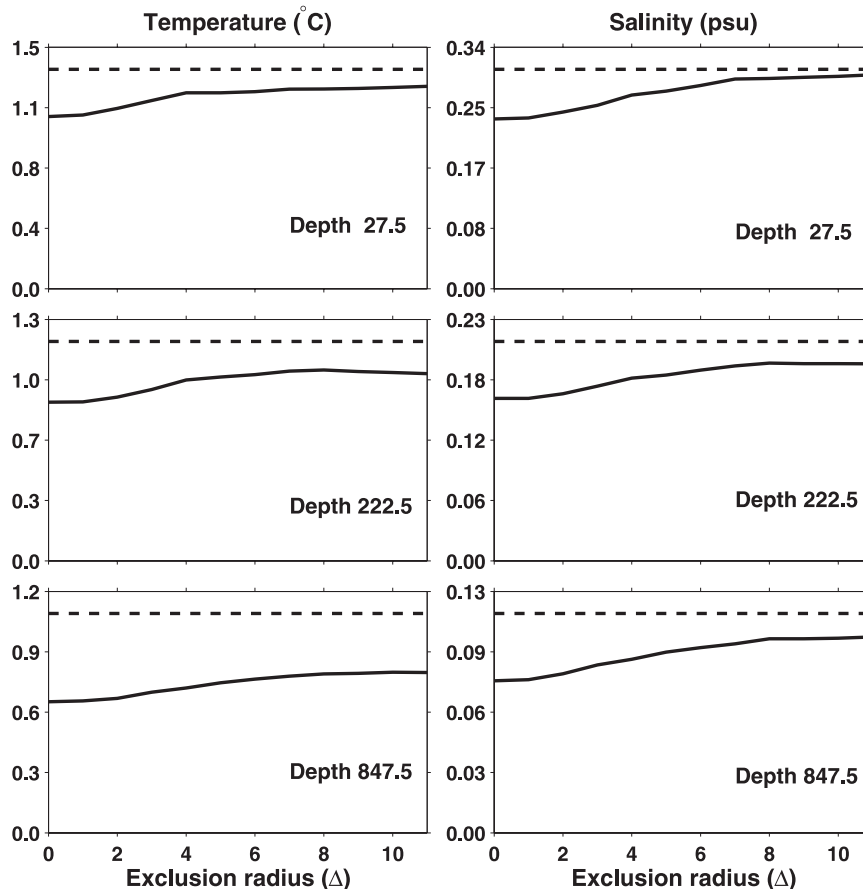 Temperature (°C)
Salinity (psu)
1.5
1.1
0.8
0.4
0.0
Depth 27.5
0.34
0.25
0.17
0.08
0.00
Depth 27.5
1.3
1.0
0.7
0.3
0.0
Depth 222.5
0.23
0.18
0.12
0.06
0.00
Depth 222.5
1.2
0.9
0.6
0.3
0.0
Depth 847.5
0 2 4 6 8 10
Exclusion radius (Δ)
0.13
0.09
0.06
0.03
0.00
Depth 847.5
0 2 4 6 8 10
Exclusion radius (Δ)